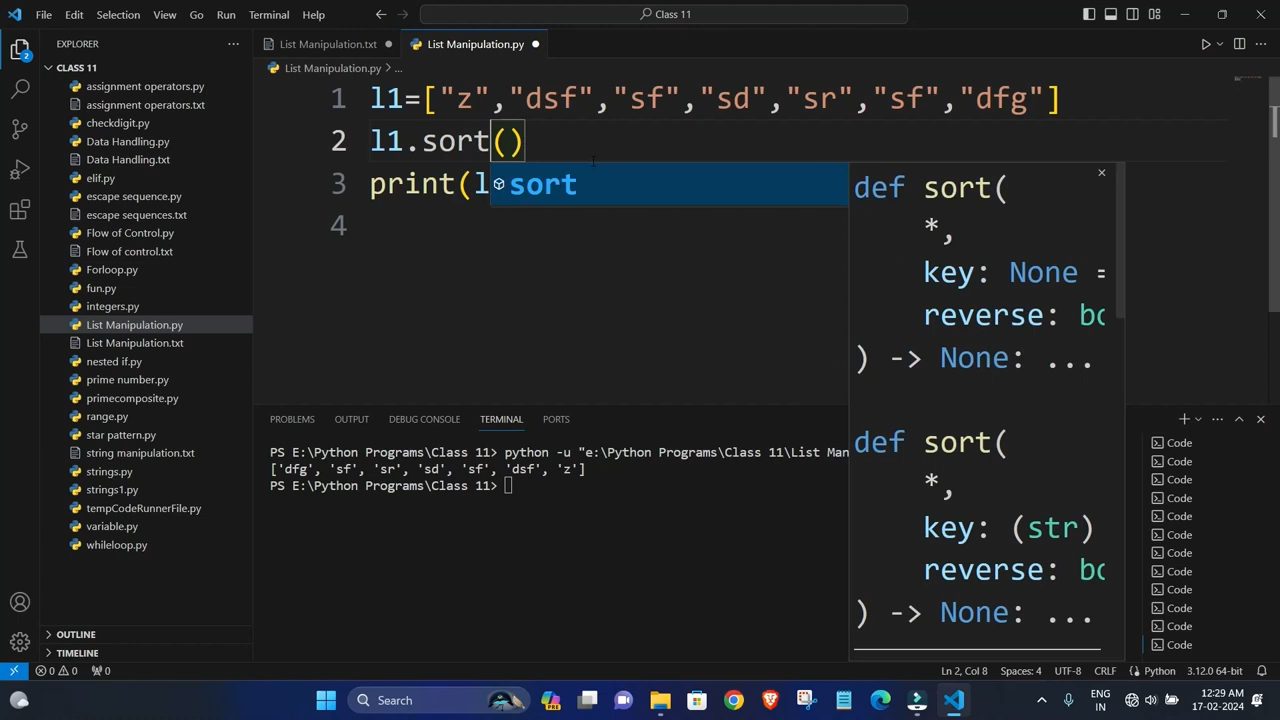 File Edit Selection View Go Run Terminal Help
Class 11
EXPLORER
List Manipulation.txt
List Manipulation.py
CLASS 11
List Manipulation.py > ...
2
assignment operators.py
assignment operators.txt
checkdigit.py
Data Handling.py
Data Handling.txt
elif.py
escape sequence.py
escape sequences.txt
Flow of Control.py
Flow of control.txt
Forloop.py
fun.py
integers.py
List Manipulation.py
List Manipulation.txt
nested if.py
prime number.py
primecomposite.py
range.py
star pattern.py
string manipulation.txt
strings.py
strings1.py
tempCodeRunnerFile.py
variable.py
whileloop.py
OUTLINE
TIMELINE
1 l1=["z","dsf","sf","sd","sr","sf","dfg"]
2 l1.sort()
3 print(l
4
sort
def sort(
*,
key: None =
reverse: bo
) -> None: ...
def sort(
*,
key: (str)
reverse: bo
) -> None: ...
PROBLEMS OUTPUT DEBUG CONSOLE TERMINAL PORTS
PS E:\Python Programs\Class 11> python -u "e:\Python Programs\Class 11\List Man
['dfg', 'sf', 'sr', 'sd', 'sf', 'dsf', 'z']
PS E:\Python Programs\Class 11>
Code
Code
Code
Code
Code
Code
Code
Code
Code
Code
Code
Code
0 0 0
Ln 2, Col 8 Spaces: 4 UTF-8 CRLF Python 3.12.0 64-bit
Search
PRE
ENG
IN
12:29 AM
17-02-2024